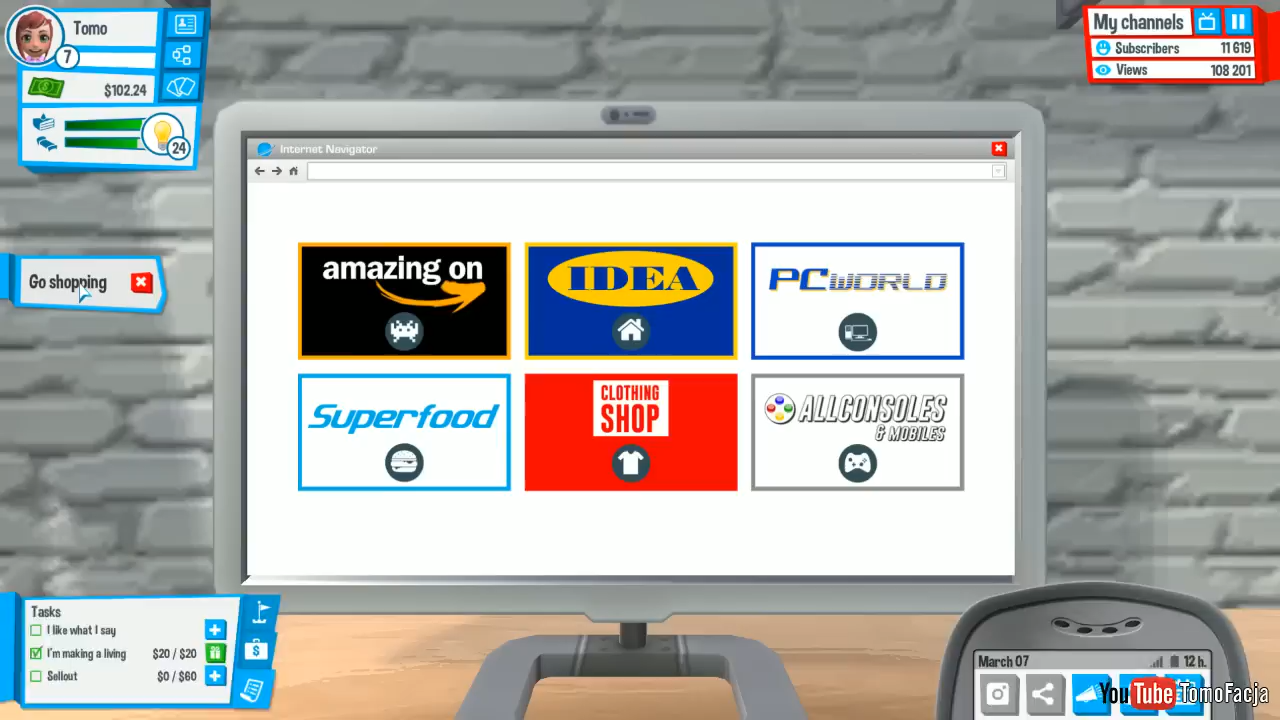 Tomo
7
$102.24
24
My channels
Subscribers 11 619
Views 108 201
Internet Navigator
amazing on
IDEA
PCWORLD
Superfood
CLOTHING
SHOP
ALLCONSOLES
& MOBILES
Go shopping
Tasks
I like what I say
I'm making a living $20 / $20
Sellout $0 / $60
March 07 12 h.
YouTube TomoFacja